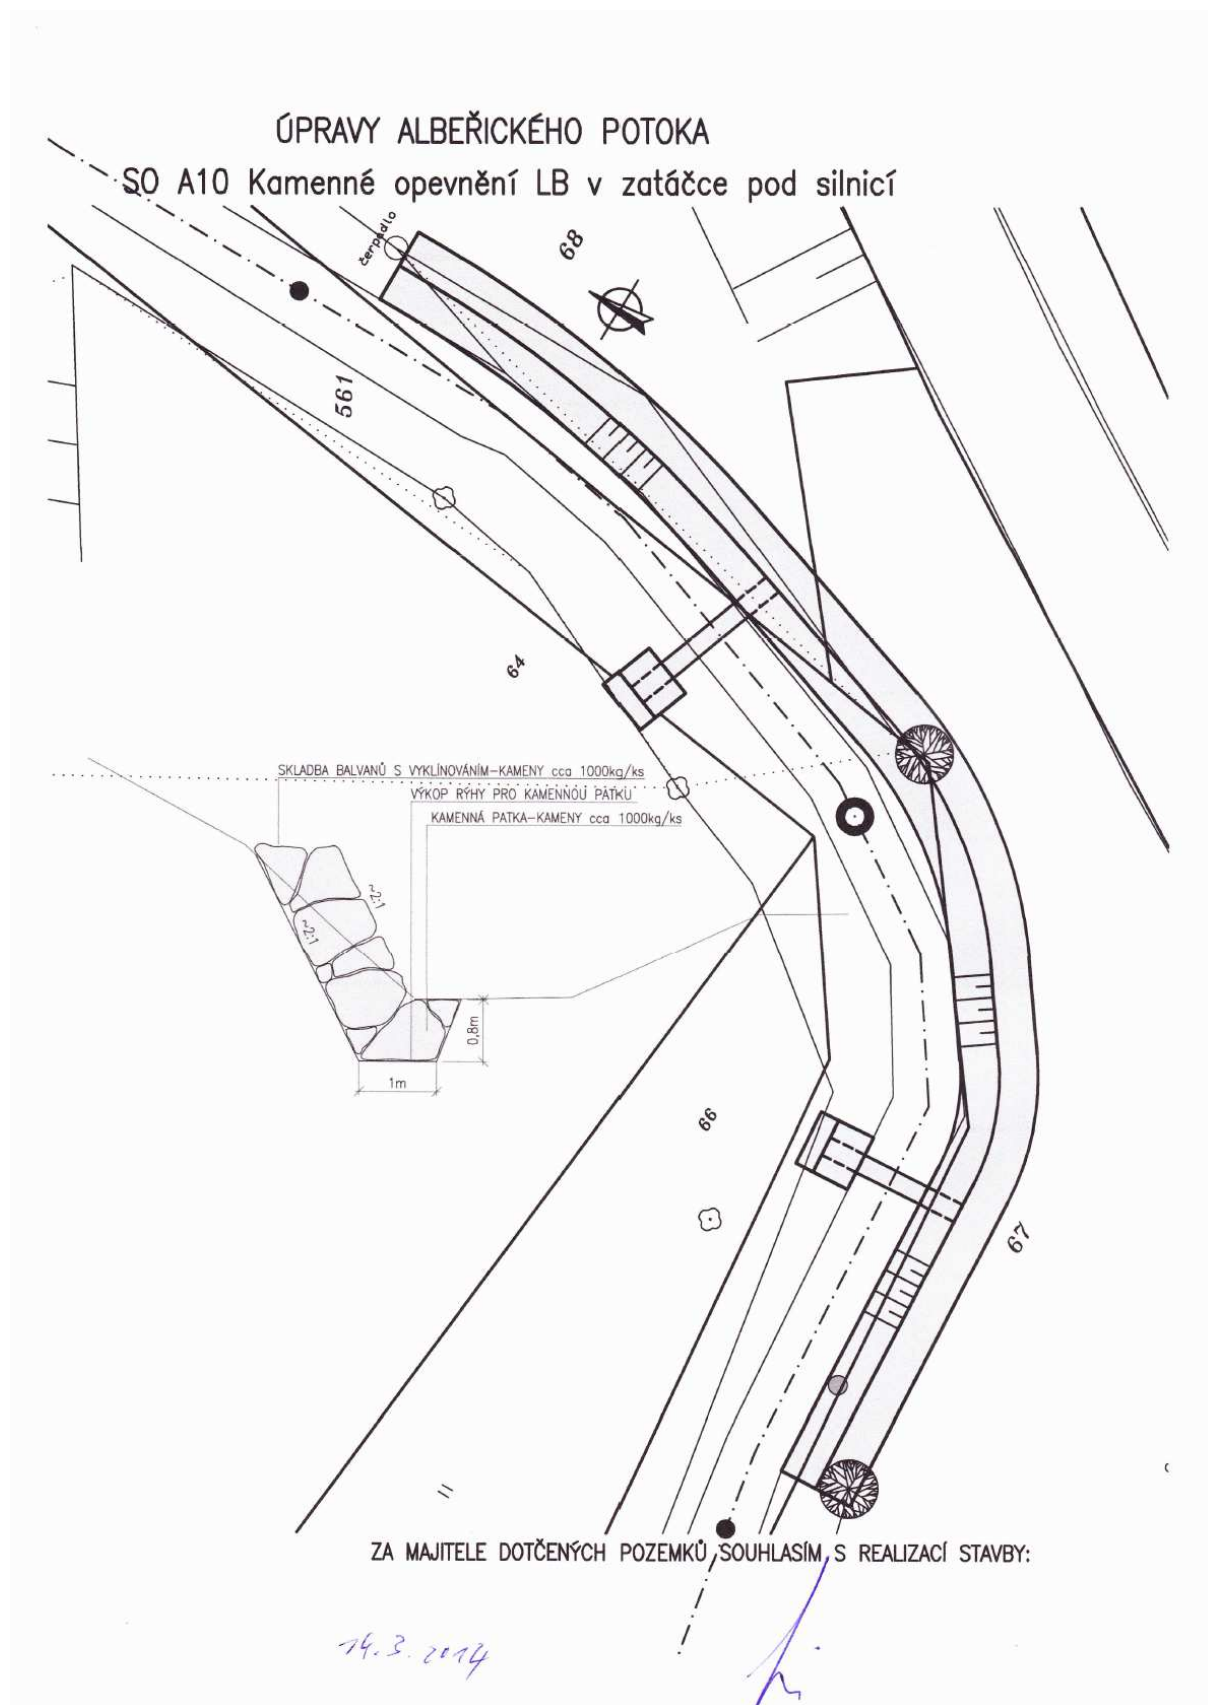 ÚPRAVY ALBEŘICKÉHO POTOKA
SO A10 Kamenné opevnění LB v zatáčce pod silnicí
čerpadlo
68
561
64
SKLADBA BALVANŮ S VYKLÍNOVÁNÍM-KAMENY cca 1000kg/ks
VÝKOP RÝHY PRO KAMENNOU PATKU
KAMENNÁ PATKA-KAMENY cca 1000kg/ks
~2:1
~2:1
0,8m
1m
66
67
ZA MAJITELE DOTČENÝCH POZEMKŮ SOUHLASÍM S REALIZACÍ STAVBY:
14.3.2014